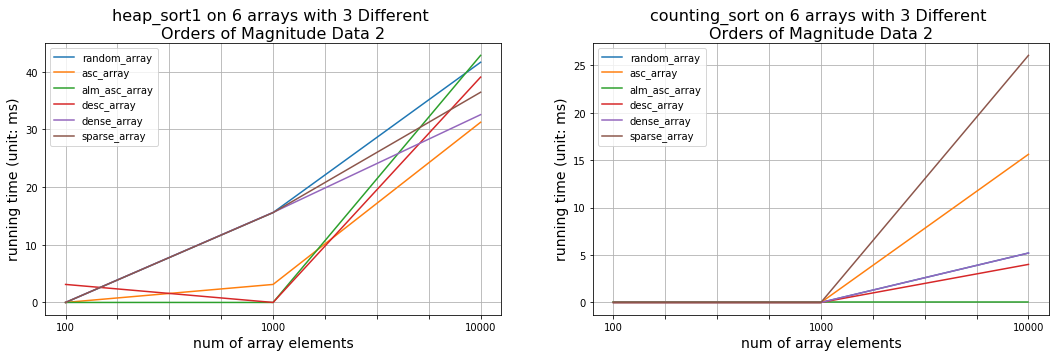 heap_sort1 on 6 arrays with 3 Different
Orders of Magnitude Data 2
running time (unit: ms)
40
30
20
10
0
random_array
asc_array
alm_asc_array
desc_array
dense_array
sparse_array
100
1000
10000
num of array elements
counting_sort on 6 arrays with 3 Different
Orders of Magnitude Data 2
running time (unit: ms)
25
20
15
10
5
0
random_array
asc_array
alm_asc_array
desc_array
dense_array
sparse_array
100
1000
10000
num of array elements